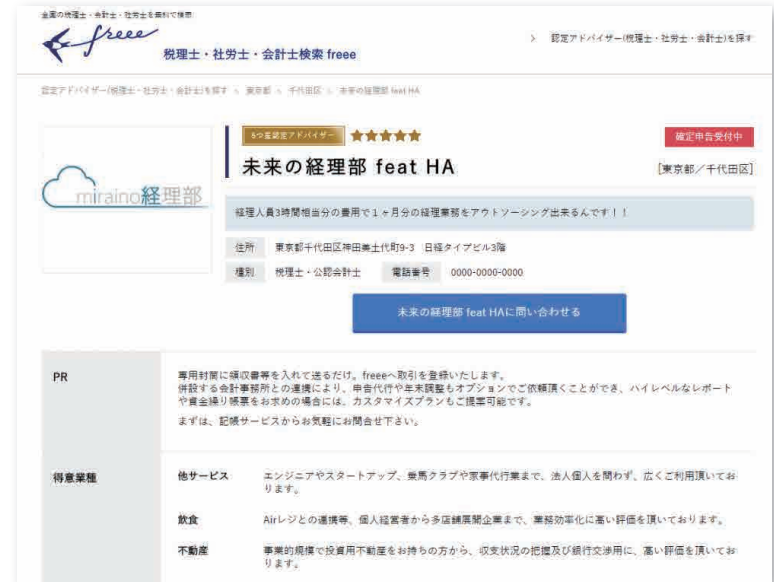 全国の税理士・会計士・社労士を無料で検索
freee
税理士・社労士・会計士検索 freee
> 認定アドバイザー(税理士・社労士・会計士)を探す
認定アドバイザー(税理士・社労士・会計士)を探す > 東京都 > 千代田区 > 未来の経理部 feat HA
5つ星認定アドバイザー ★★★★★
確定申告受付中
未来の経理部 feat HA
[東京都／千代田区]
miraino経理部
経理人員3時間相当分の費用で１ヶ月分の経理業務をアウトソーシング出来るんです！！
住所 東京都千代田区神田美土代町9-3 日経タイプビル3階
種別 税理士・公認会計士 電話番号 0000-0000-0000
未来の経理部 feat HAに問い合わせる
PR
専用封筒に領収書等を入れて送るだけ。freeeへ取引を登録いたします。
併設する会計事務所との連携により、申告代行や年末調整もオプションでご依頼頂くことができ、ハイレベルなレポート
や資金繰り帳票をお求めの場合には、カスタマイズプランもご提案可能です。
まずは、記帳サービスからお気軽にお問合せ下さい。
得意業種
他サービス エンジニアやスタートアップ、乗馬クラブや家事代行業まで、法人個人を問わず、広くご利用頂いてお
ります。
飲食 Airレジとの連携等、個人経営者から多店舗展開企業まで、業務効率化に高い評価を頂いております。
不動産 事業的規模で投資用不動産をお持ちの方から、収支状況の把握及び銀行交渉用に、高い評価を頂いてお
ります。